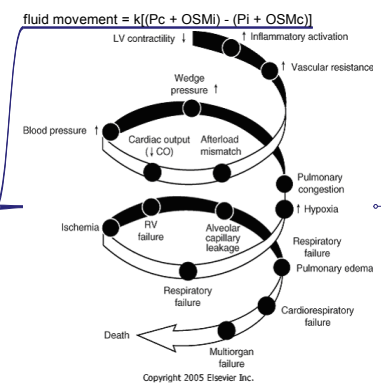 fluid movement = k[(Pc + OSMi) - (Pi + OSMc)]
LV contractility ↓
↑ Inflammatory activation
↑ Vascular resistance
Wedge
pressure ↑
Blood pressure ↑
Cardiac output
(↓ CO)
Afterload
mismatch
Pulmonary
congestion
↑ Hypoxia
Ischemia
RV
failure
Alveolar
capillary
leakage
Respiratory
failure
Pulmonary edema
Respiratory
failure
Cardiorespiratory
failure
Death
Multiorgan
failure
Copyright 2005 Elsevier Inc.